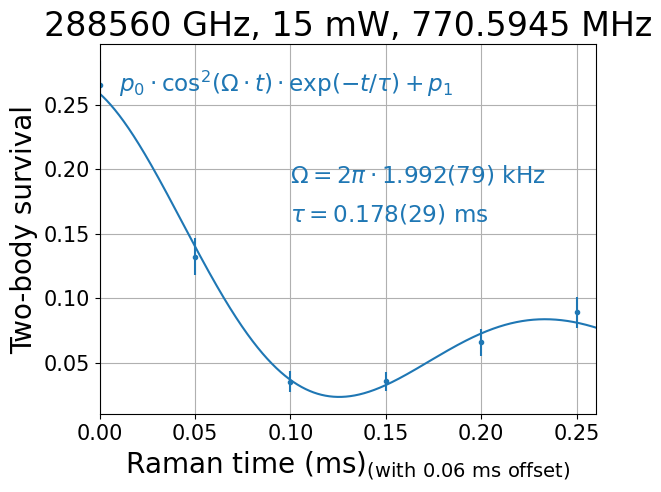 288560 GHz, 15 mW, 770.5945 MHz
p₀ · cos²(Ω · t) · exp(−t/τ) + p₁
Ω = 2π · 1.992(79) kHz
τ = 0.178(29) ms
Two-body survival
0.25
0.20
0.15
0.10
0.05
0.00 0.05 0.10 0.15 0.20 0.25
Raman time (ms)(with 0.06 ms offset)